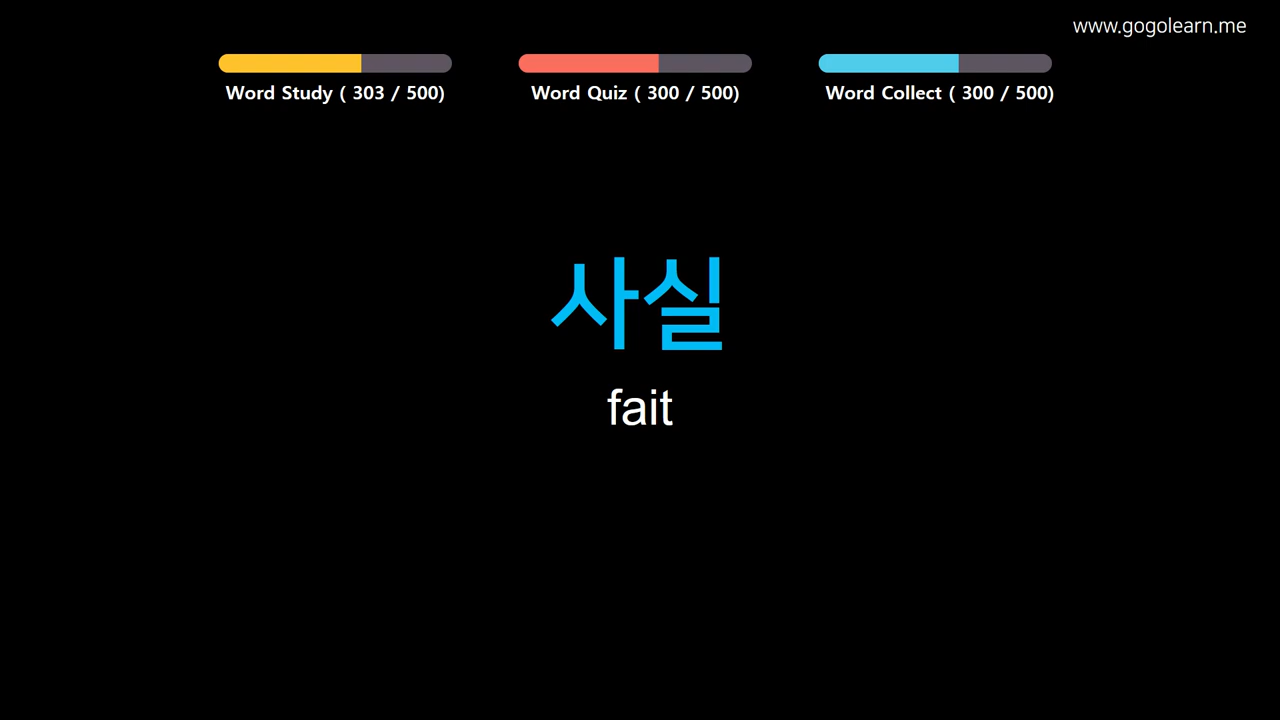 www.gogolearn.me
Word Study ( 303 / 500)
Word Quiz ( 300 / 500)
Word Collect ( 300 / 500)
사실
fait